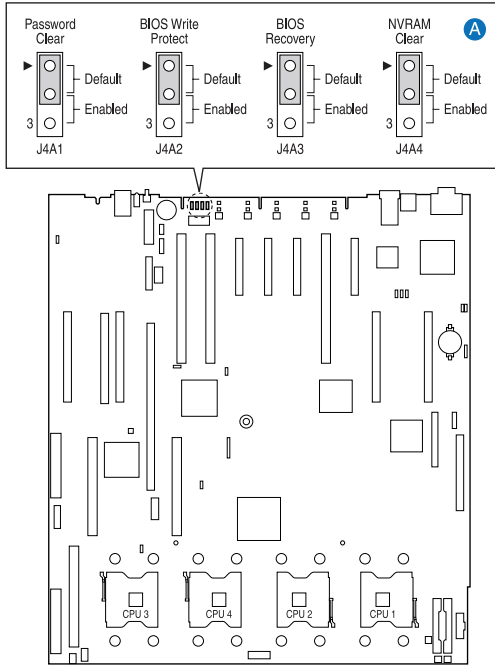 Password Clear
BIOS Write Protect
BIOS Recovery
NVRAM Clear
A
Default
Enabled
3
J4A1
Default
Enabled
3
J4A2
Default
Enabled
3
J4A3
Default
Enabled
3
J4A4
CPU 3
CPU 4
CPU 2
CPU 1